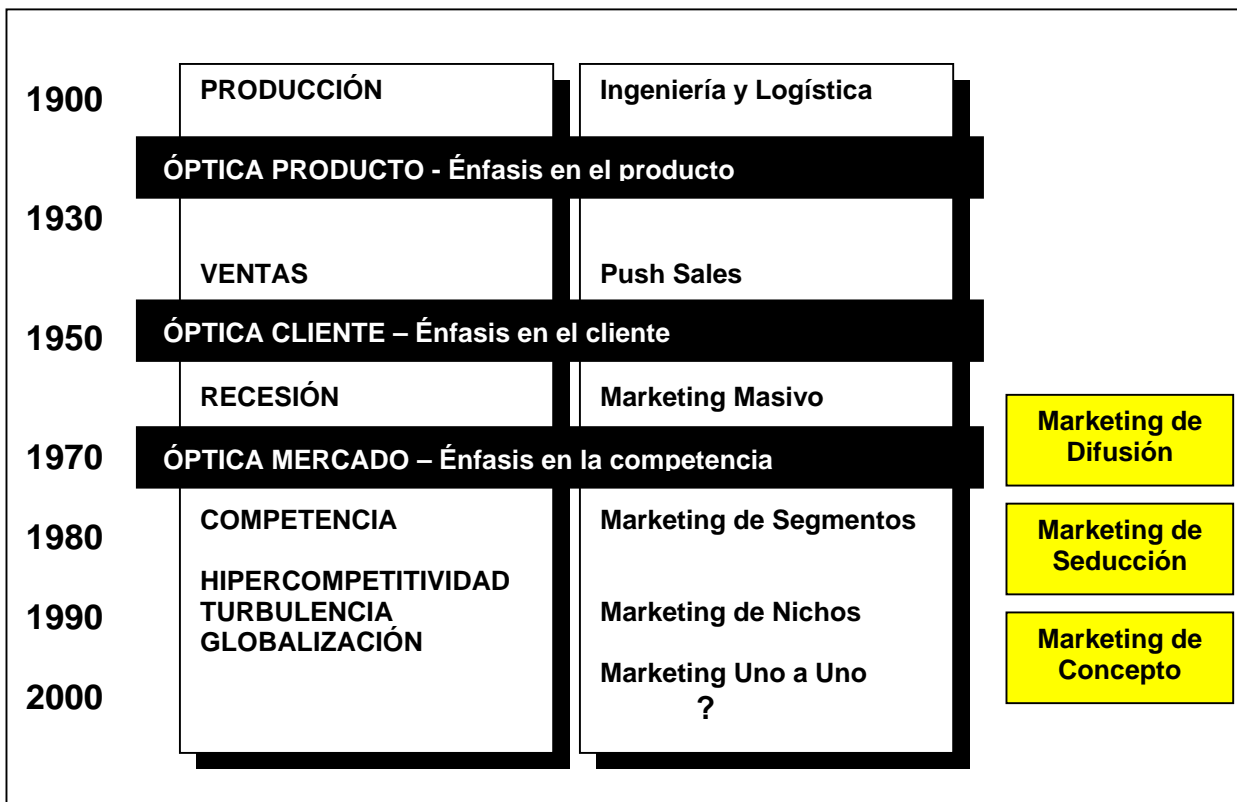 1900
PRODUCCIÓN
Ingeniería y Logística
ÓPTICA PRODUCTO - Énfasis en el producto
1930
VENTAS
Push Sales
ÓPTICA CLIENTE – Énfasis en el cliente
1950
RECESIÓN
Marketing Masivo
Marketing de
Difusión
1970
ÓPTICA MERCADO – Énfasis en la competencia
1980
COMPETENCIA
Marketing de Segmentos
Marketing de
Seducción
HIPERCOMPETITIVIDAD
1990
TURBULENCIA
Marketing de Nichos
GLOBALIZACIÓN
Marketing de
Concepto
Marketing Uno a Uno
2000
?